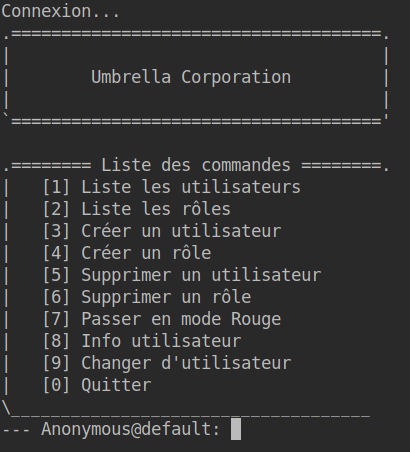 Connexion...
.=====================================.
|                                     |
|        Umbrella Corporation         |
|                                     |
`====================================='
.======== Liste des commandes ========.
|   [1] Liste les utilisateurs
|   [2] Liste les rôles
|   [3] Créer un utilisateur
|   [4] Créer un rôle
|   [5] Supprimer un utilisateur
|   [6] Supprimer un rôle
|   [7] Passer en mode Rouge
|   [8] Info utilisateur
|   [9] Changer d'utilisateur
|   [0] Quitter
\____________________________________
--- Anonymous@default: